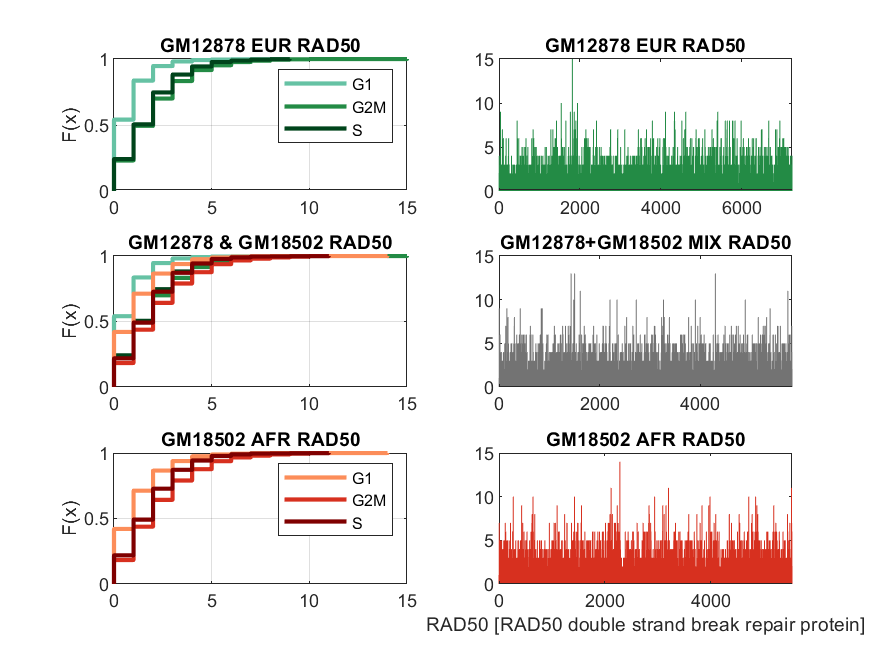 GM12878 EUR RAD50
F(x)
1
0.5
0
0 5 10 15
G1
G2M
S
GM12878 EUR RAD50
15
10
5
0
0 2000 4000 6000
GM12878 & GM18502 RAD50
F(x)
1
0.5
0
0 5 10 15
GM12878+GM18502 MIX RAD50
15
10
5
0
0 2000 4000
GM18502 AFR RAD50
F(x)
1
0.5
0
0 5 10 15
G1
G2M
S
GM18502 AFR RAD50
15
10
5
0
0 2000 4000
RAD50 [RAD50 double strand break repair protein]